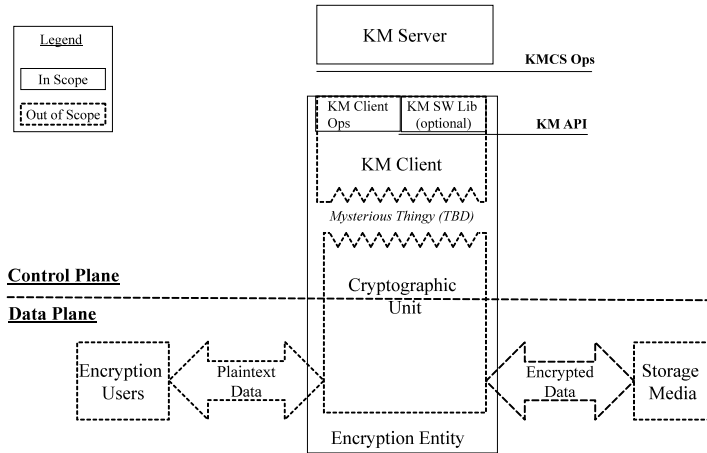 Legend
In Scope
Out of Scope
KM Server
KMCS Ops
KM Client
Ops
KM SW Lib
(optional)
KM API
KM Client
Mysterious Thingy (TBD)
Control Plane
Cryptographic
Unit
Data Plane
Encryption
Users
Plaintext
Data
Encrypted
Data
Storage
Media
Encryption Entity